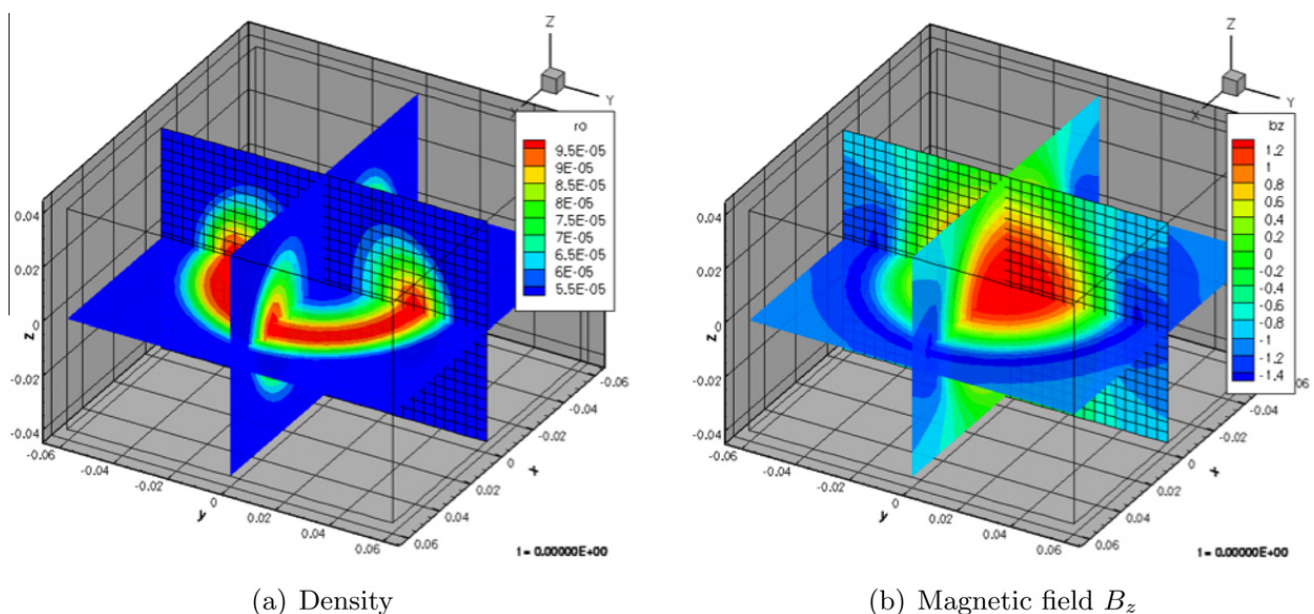 Z
X
Y
ro
9.5E-05
9E-05
8.5E-05
8E-05
7.5E-05
7E-05
6.5E-05
6E-05
5.5E-05
0.04
0.02
0
-0.02
-0.04
z
-0.06
-0.04
-0.02
0
0.02
0.04
0.06
y
-0.06
-0.04
-0.02
0
0.02
0.04
0.06
x
t = 0.00000E+00
(a) Density
Z
X
Y
bz
1.2
1
0.8
0.6
0.4
0.2
0
-0.2
-0.4
-0.6
-0.8
-1
-1.2
-1.4
0.04
0.02
0
-0.02
-0.04
z
-0.06
-0.04
-0.02
0
0.02
0.04
0.06
y
06
-0.04
-0.02
0
0.02
0.04
0.06
x
t = 0.00000E+00
(b) Magnetic field B_z